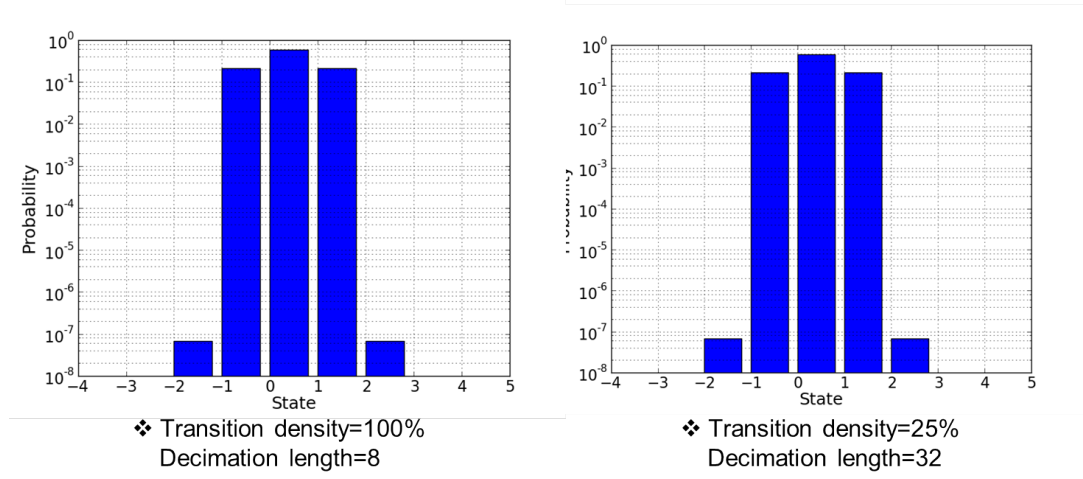 10^0
10^-1
10^-2
10^-3
10^-4
10^-5
10^-6
10^-7
10^-8
Probability
−4 −3 −2 −1 0 1 2 3 4 5
State
❖ Transition density=100%
Decimation length=8
10^0
10^-1
10^-2
10^-3
10^-4
10^-5
10^-6
10^-7
10^-8
−4 −3 −2 −1 0 1 2 3 4 5
State
❖ Transition density=25%
Decimation length=32